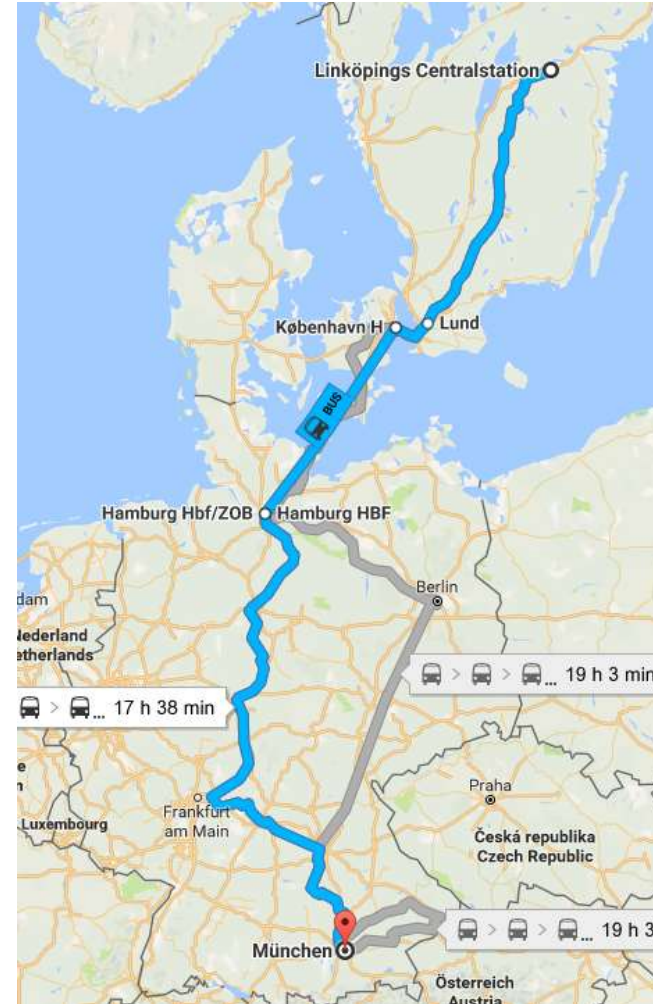 Linköpings Centralstation
København H
Lund
BUS
Hamburg Hbf/ZOB
Hamburg HBF
Berlin
dam
Nederland
etherlands
19 h 3 min
... 17 h 38 min
Praha
Frankfurt
am Main
Luxembourg
Česká republika
Czech Republic
... 19 h 3
München
Österreich
Austria